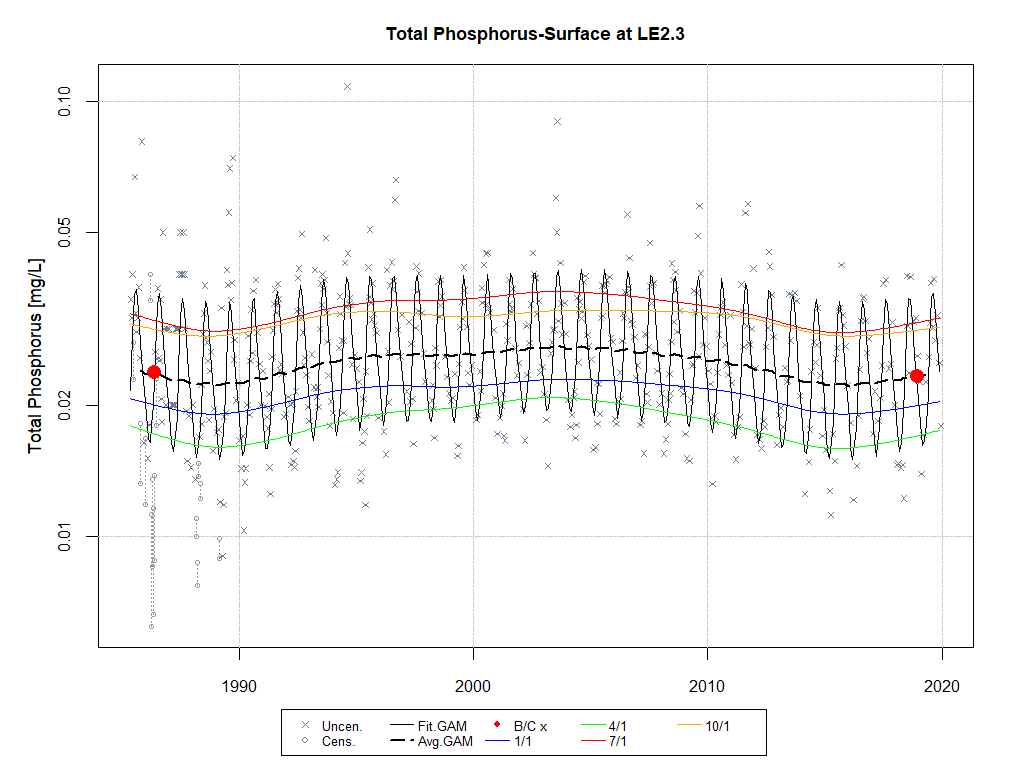 Total Phosphorus-Surface at LE2.3
Total Phosphorus [mg/L]
0.10
0.05
0.02
0.01
1990 2000 2010 2020
Uncen. Fit.GAM B/C x 4/1 10/1
Cens. Avg.GAM 1/1 7/1